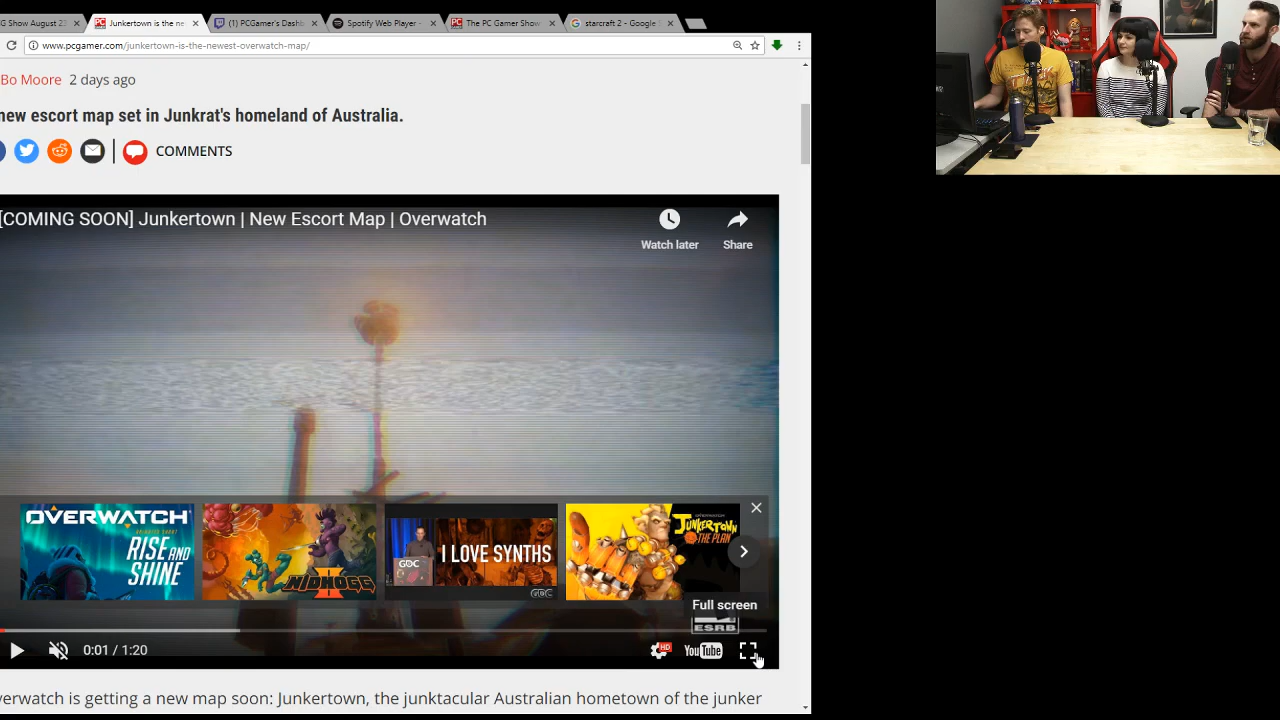 G Show August 23
Junkertown is the ne
(1) PCGamer's Dashb
Spotify Web Player -
The PC Gamer Show
starcraft 2 - Google S
www.pcgamer.com/junkertown-is-the-newest-overwatch-map/
Bo Moore 2 days ago
new escort map set in Junkrat's homeland of Australia.
COMMENTS
[COMING SOON] Junkertown | New Escort Map | Overwatch
Watch later
Share
OVERWATCH
RISE AND
SHINE
NIDHOGG
II
GDC
I LOVE SYNTHS
GDC
JUNKERTOWN
THE PLAN
Full screen
ESRB
0:01 / 1:20
HD
YouTube
verwatch is getting a new map soon: Junkertown, the junktacular Australian hometown of the junker